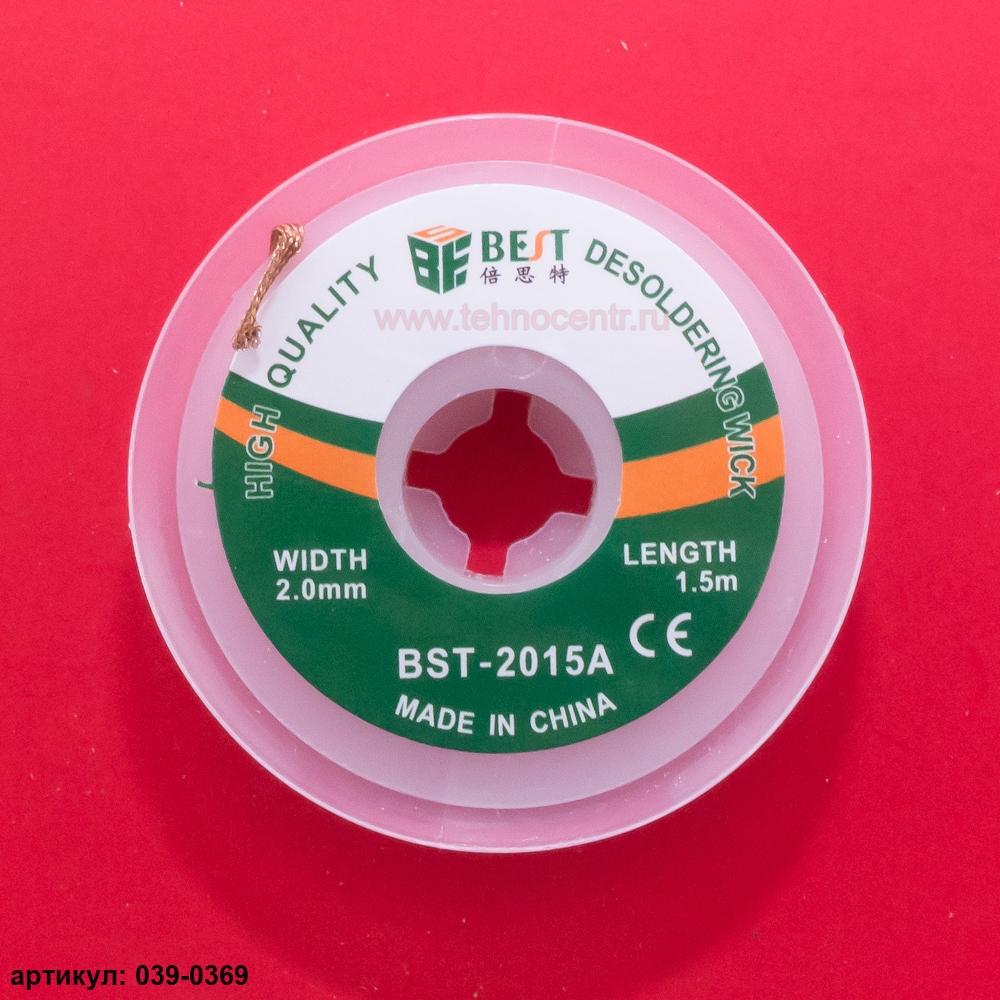 BSE BEST
倍思特
HIGH QUALITY DESOLDERING WICK
www.tehnocentr.ru
WIDTH
2.0mm
LENGTH
1.5m
CE
BST-2015A
MADE IN CHINA
артикул: 039-0369